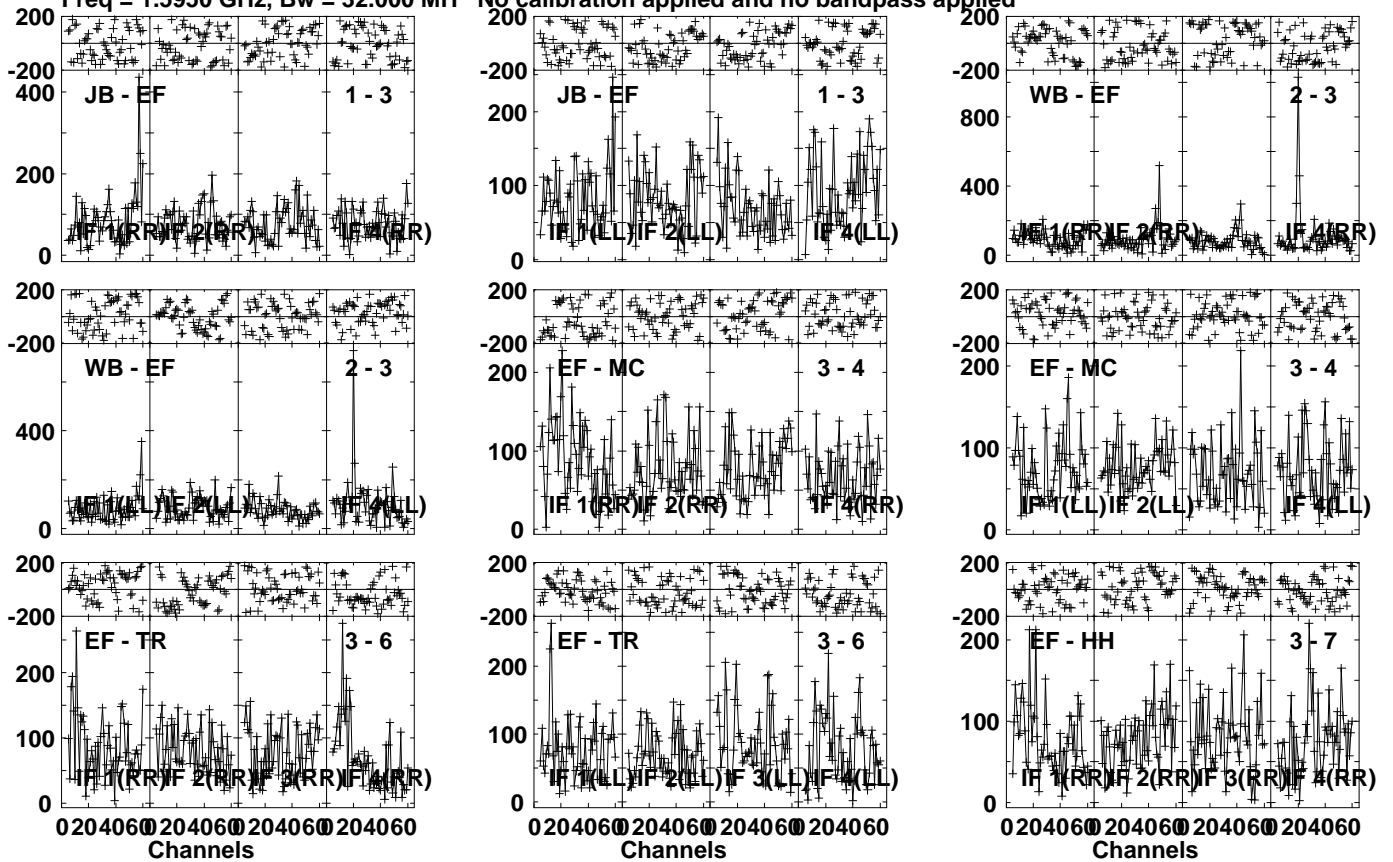 Freq = 1.5950 GHz, Bw = 32.000 MH No calibration applied and no bandpass applied
200 200 200
-200 -200 -200
400 JB - EF 1 - 3 JB - EF 1 - 3 WB - EF 2 - 3
200 800
200 100 400
IF 1(RR) IF 2(RR) IF 4(RR) IF 1(LL) IF 2(LL) IF 4(LL) IF 1(RR) IF 2(RR) IF 4(RR)
0 0 0
200 200 200
-200 -200 -200
WB - EF 2 - 3 EF - MC 3 - 4 EF - MC 3 - 4
200 200
400 100 100
IF 1(LL) IF 2(LL) IF 4(LL) IF 1(RR) IF 2(RR) IF 4(RR) IF 1(LL) IF 2(LL) IF 4(LL)
0 0 0
200 200 200
-200 -200 -200
EF - TR 3 - 6 EF - TR 3 - 6 EF - HH 3 - 7
200 200 200
100 100 100
IF 1(RR) IF 2(RR) IF 3(RR) IF 4(RR) IF 1(LL) IF 2(LL) IF 3(LL) IF 4(LL) IF 1(RR) IF 2(RR) IF 3(RR) IF 4(RR)
0 0 0
0 20 40 60 0 20 40 60 0 20 40 60 0 20 40 60 0 20 40 60 0 20 40 60 0 20 40 60 0 20 40 60 0 20 40 60 0 20 40 60 0 20 40 60 0 20 40 60
Channels Channels Channels